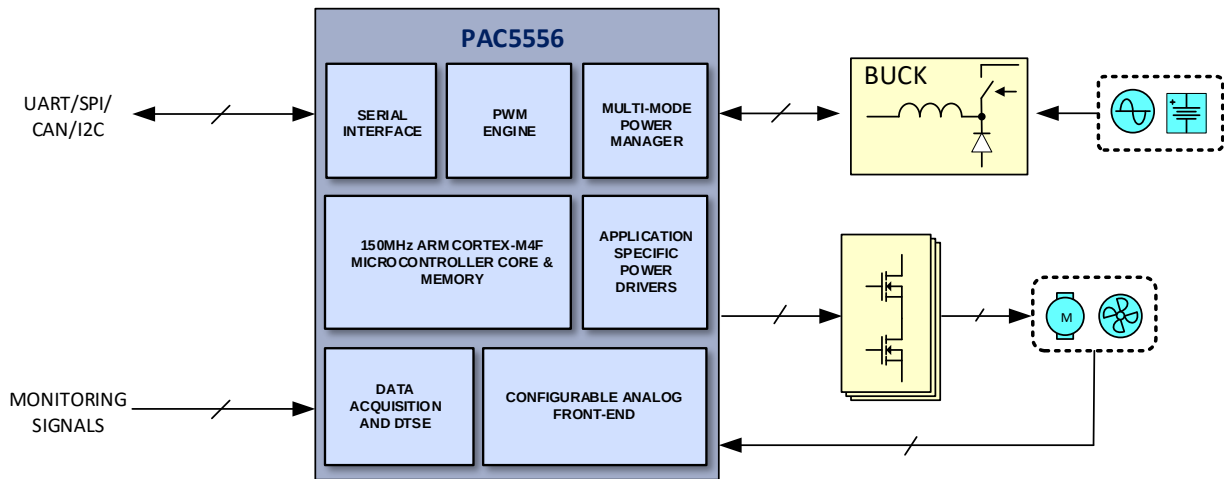 PAC5556
UART/SPI/
CAN/I2C
SERIAL
INTERFACE
PWM
ENGINE
MULTI-MODE
POWER
MANAGER
BUCK
+
150MHz ARM CORTEX-M4F
MICROCONTROLLER CORE &
MEMORY
APPLICATION
SPECIFIC
POWER
DRIVERS
M
MONITORING
SIGNALS
DATA
ACQUISITION
AND DTSE
CONFIGURABLE ANALOG
FRONT-END